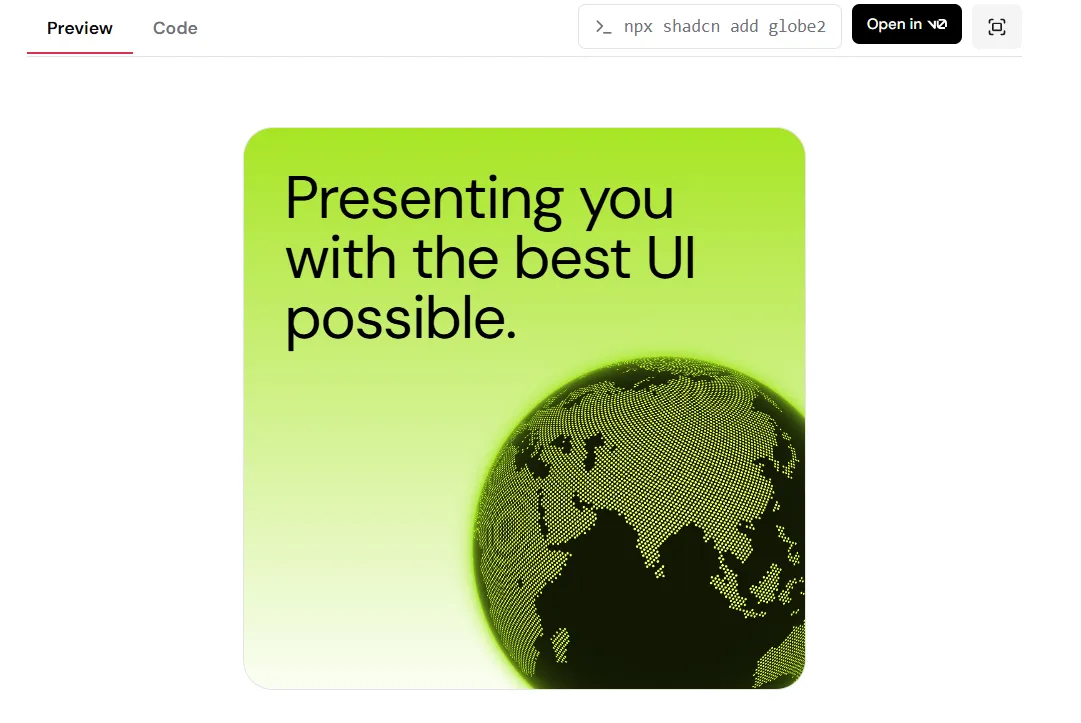 Preview
Code
>_ npx shadcn add globe2
Open in v0
Presenting you
with the best UI
possible.